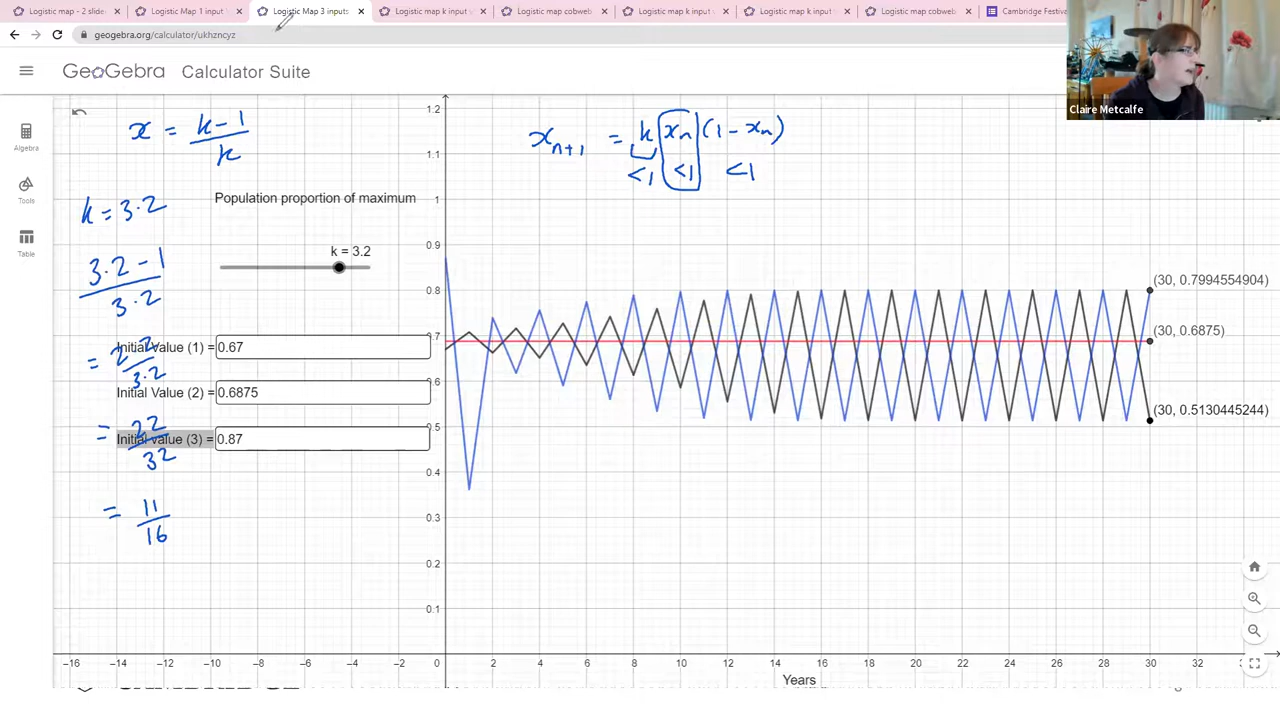 Logistic map - 2 slide
Logistic Map 1 input
Logistic Map 3 inputs
Logistic map k input
Logistic map cobweb
Logistic map k input
Logistic map k input
Logistic map cobweb
Cambridge Festiva
geogebra.org/calculator/ukhzncyz
GeoGebra Calculator Suite
Claire Metcalfe
Algebra
Tools
Table
x = k-1 / k
k = 3.2
3.2 - 1 / 3.2
= 2.2 / 3.2
= 22 / 32
= 11 / 16
x_{n+1} = k x_n (1 - x_n)
<1 <1 <1
Population proportion of maximum
k = 3.2
Initial Value (1) = 0.67
Initial Value (2) = 0.6875
Initial Value (3) = 0.87
1.2
1.1
1
0.9
0.8
0.7
0.6
0.5
0.4
0.3
0.2
0.1
(30, 0.7994554904)
(30, 0.6875)
(30, 0.5130445244)
-16 -14 -12 -10 -8 -6 -4 -2 0 2 4 6 8 10 12 14 16 18 20 22 24 26 28 30 32
Years